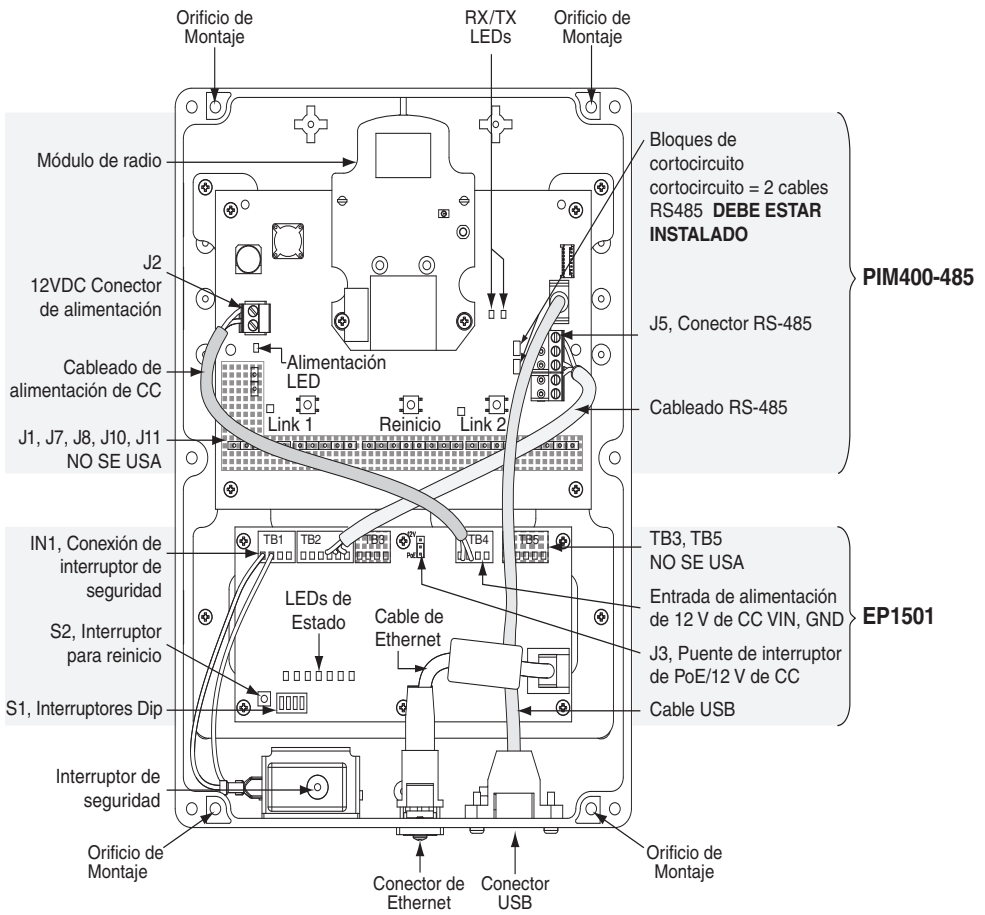 Orificio de
Montaje
RX/TX
LEDs
Orificio de
Montaje
Módulo de radio
Bloques de
cortocircuito
cortocircuito = 2 cables
RS485 DEBE ESTAR
INSTALADO
PIM400-485
J2
12VDC Conector
de alimentación
J5, Conector RS-485
Alimentación
LED
Cableado de
alimentación de CC
Cableado RS-485
Link 1
Reinicio
Link 2
J1, J7, J8, J10, J11
NO SE USA
TB1
TB2
TB3
12V
PoE
TB4
TB5
IN1, Conexión de
interruptor de
seguridad
TB3, TB5
NO SE USA
LEDs de
Estado
Cable de
Ethernet
Entrada de alimentación
de 12 V de CC VIN, GND
EP1501
S2, Interruptor
para reinicio
J3, Puente de interruptor
de PoE/12 V de CC
S1, Interruptores Dip
Cable USB
Interruptor de
seguridad
Orificio de
Montaje
Conector de
Ethernet
Conector
USB
Orificio de
Montaje